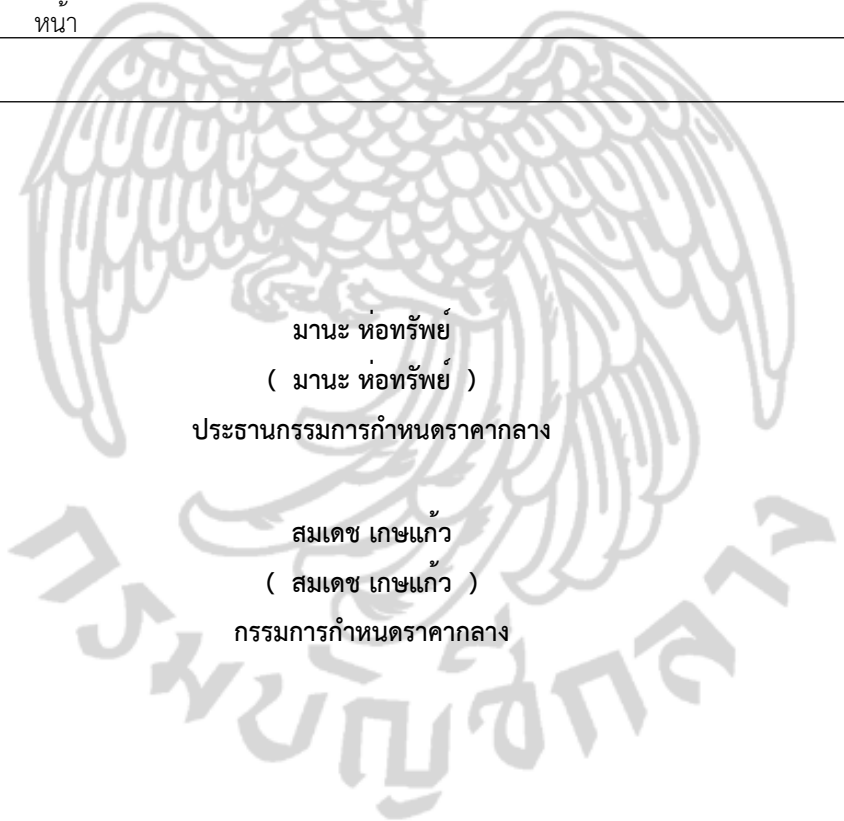 หน้า
มานะ ห่อทรัพย์
( มานะ ห่อทรัพย์ )
ประธานกรรมการกำหนดราคากลาง
สมเดช เกษแก้ว
( สมเดช เกษแก้ว )
กรรมการกำหนดราคากลาง
กรมบัญชีกลาง